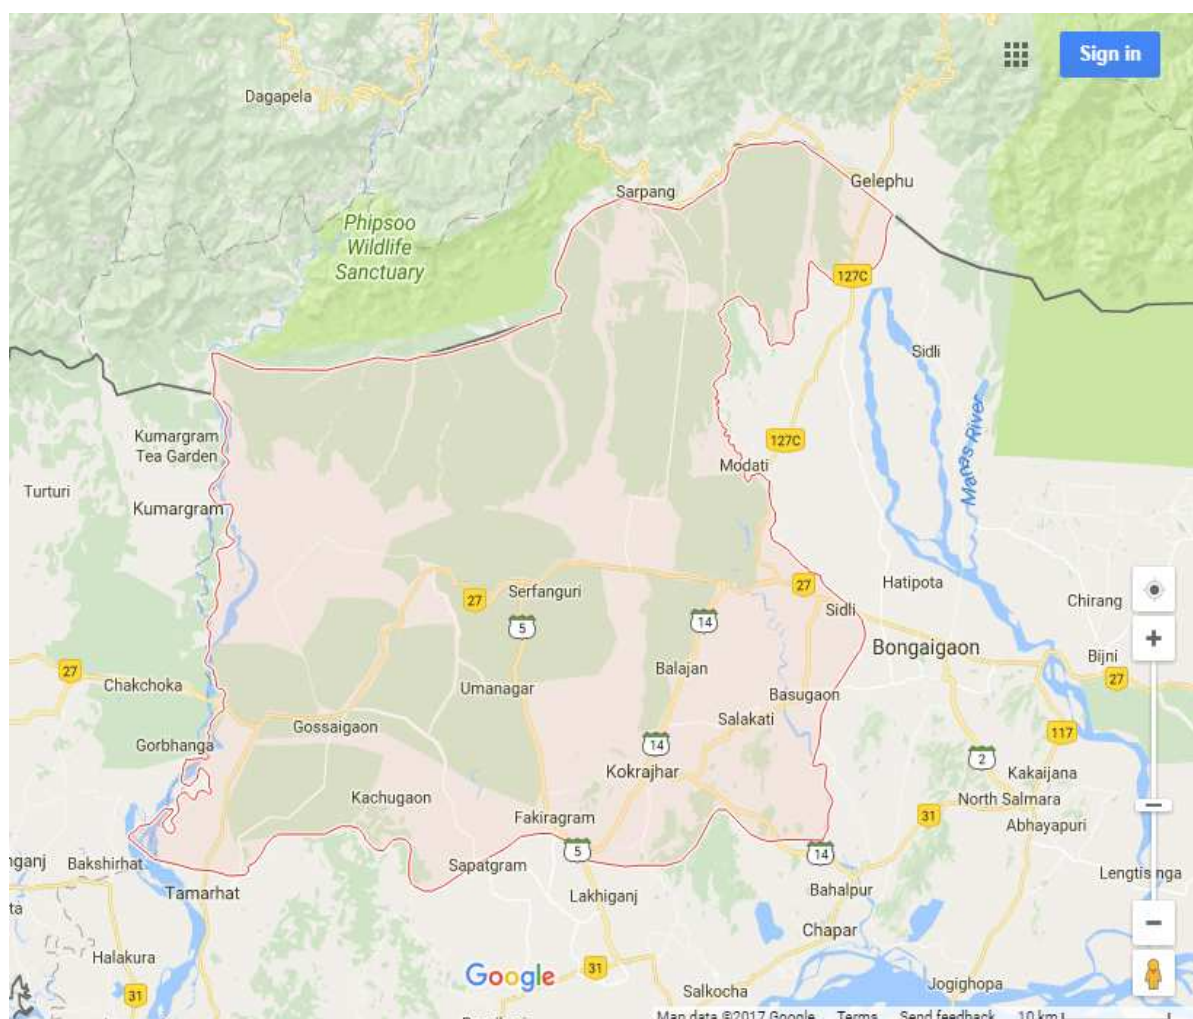 Sign in
Dagapela
Gelephu
Sarpang
Phipsoo
Wildlife
Sanctuary
127C
Sidli
Manas River
Kumargram
Tea Garden
127C
Modati
Turturi
Kumargram
Hatipota
27
Serfanguri
27
Chirang
Sidli
5
14
Bongaigaon
Bijni
27
Balajan
27
Chakchoka
Umanagar
Basugaon
Gossaigaon
Salakati
117
Gorbhanga
14
2
Kokrajhar
Kakaijana
Kachugaon
North Salmara
Fakiragram
31
Abhayapuri
5
14
Bakshirhat
Sapatgram
Lengtisinga
Tamarhat
Lakhiganj
Bahalpur
Chapar
Halakura
Google
31
Jogighopa
31
Salkocha
Map data ©2017 Google Terms Send feedback 10 km